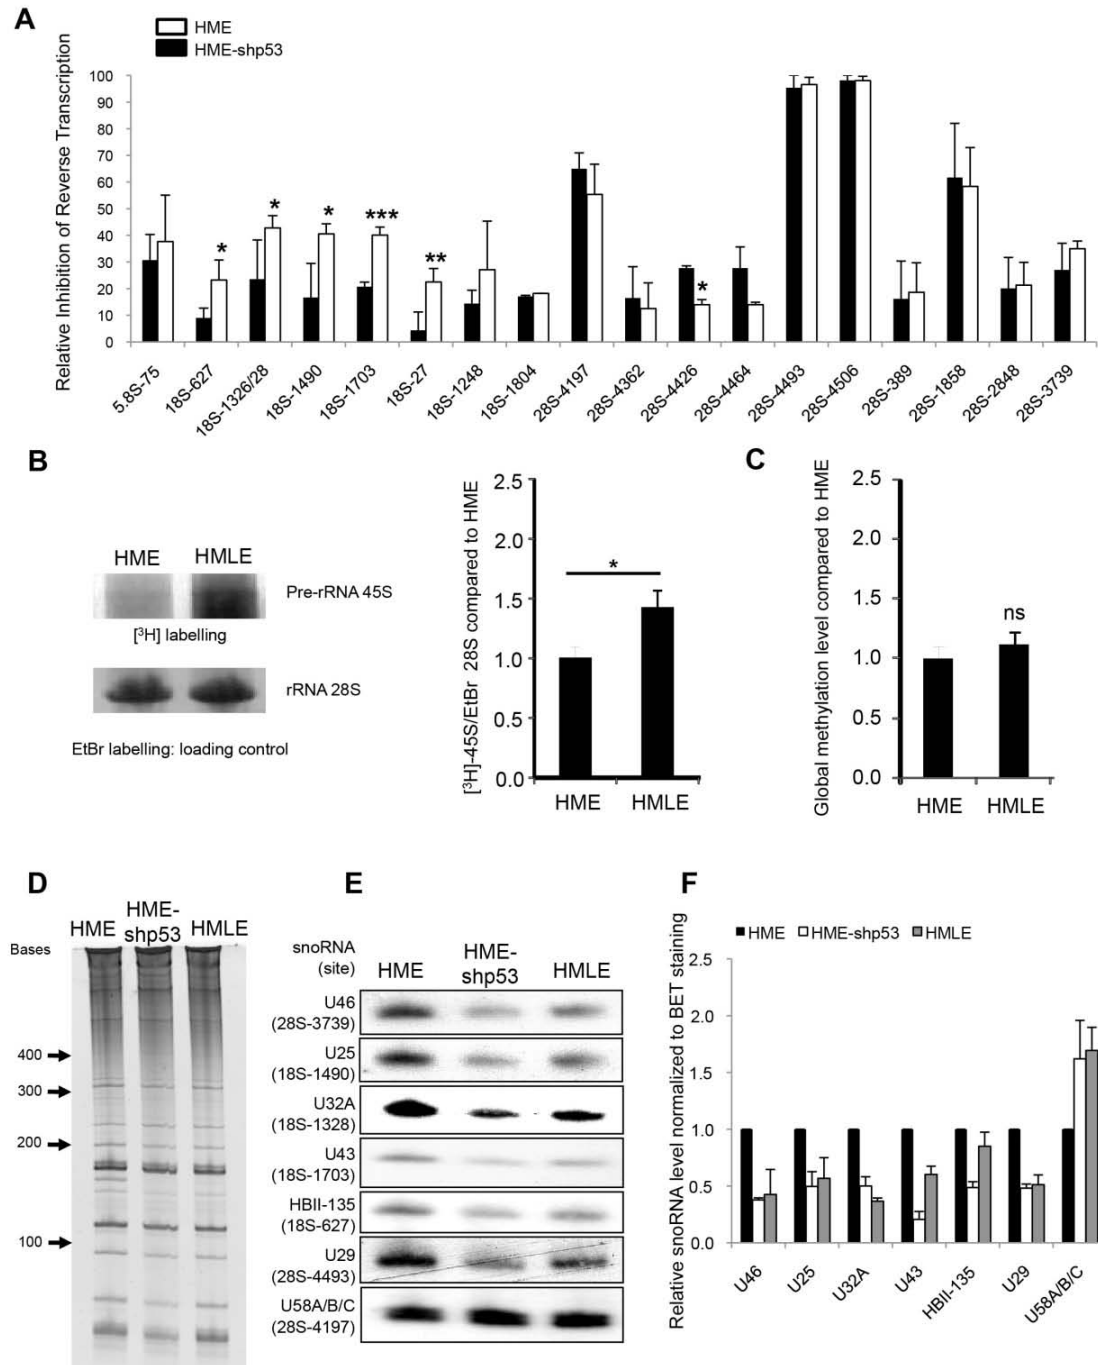 A
HME
HME-shp53
Relative Inhibition of Reverse Transcription
100
90
80
70
60
50
40
30
20
10
0
* * * *** ** *
5.8S-75
18S-627
18S-1326/28
18S-1490
18S-1703
18S-27
18S-1248
18S-1804
28S-4197
28S-4362
28S-4426
28S-4464
28S-4493
28S-4506
28S-389
28S-1858
28S-2848
28S-3739
B
HME HMLE
Pre-rRNA 45S
[³H] labelling
rRNA 28S
EtBr labelling: loading control
[³H]-45S/EtBr 28S compared to HME
2.5
2.0
1.5
1.0
0.5
0.0
*
HME HMLE
C
Global methylation level compared to HME
2.5
2.0
1.5
1.0
0.5
0.0
ns
HME HMLE
D
HME HME-shp53 HMLE
Bases
400
300
200
100
E
snoRNA
(site)
HME HME-shp53 HMLE
U46
(28S-3739)
U25
(18S-1490)
U32A
(18S-1328)
U43
(18S-1703)
HBII-135
(18S-627)
U29
(28S-4493)
U58A/B/C
(28S-4197)
F
HME HME-shp53 HMLE
Relative snoRNA level normalized to BET staining
2.5
2.0
1.5
1.0
0.5
0.0
U46
U25
U32A
U43
HBII-135
U29
U58A/B/C